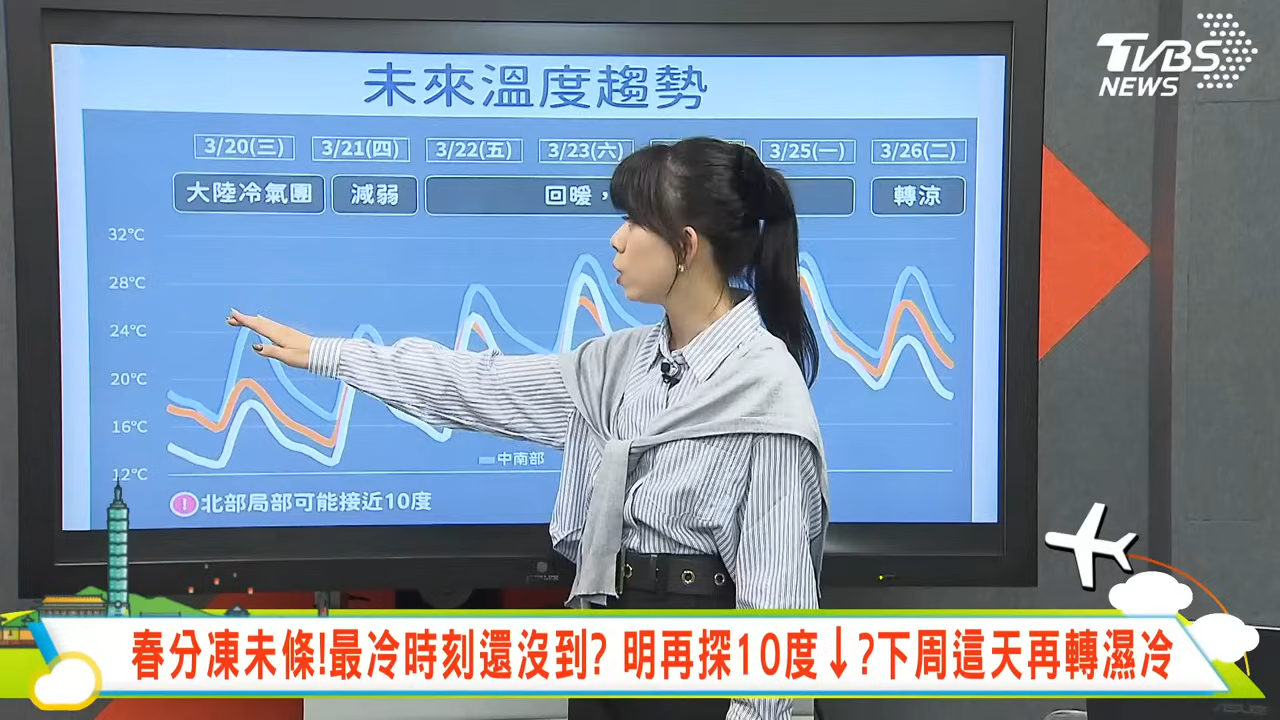 TVBS
NEWS
未來溫度趨勢
3/20(三) 3/21(四) 3/22(五) 3/23(六) 3/25(一) 3/26(二)
大陸冷氣團 減弱 回暖， 轉涼
32°C
28°C
24°C
20°C
16°C
12°C
中南部
! 北部局部可能接近10度
春分凍未條!最冷時刻還沒到? 明再探10度↓?下周這天再轉濕冷